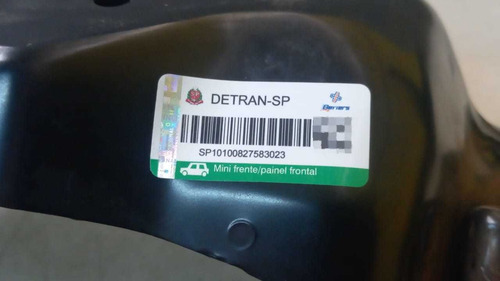 DETRAN-SP
SP10100827583023
Mini frente/painel frontal